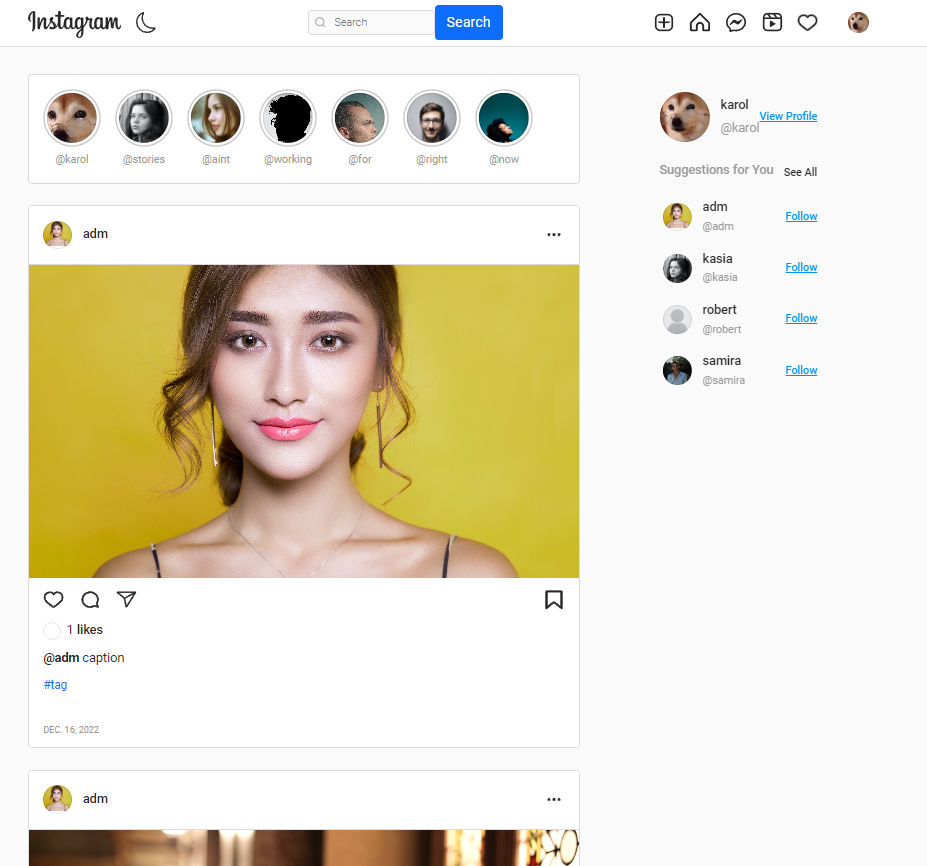 Instagram
Search
Search
@karol
@stories
@aint
@working
@for
@right
@now
karol
@karol
View Profile
Suggestions for You
See All
adm
@adm
Follow
kasia
@kasia
Follow
robert
@robert
Follow
samira
@samira
Follow
adm
1 likes
@adm caption
#tag
DEC. 16, 2022
adm